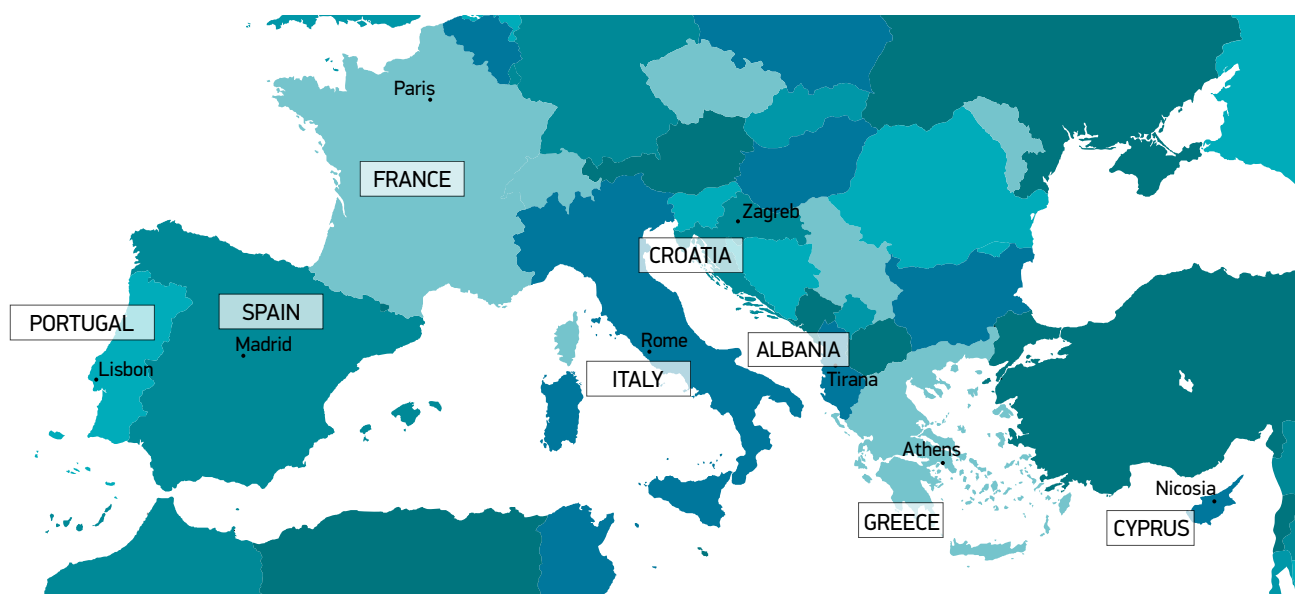 Paris
FRANCE
Zagreb
CROATIA
PORTUGAL
SPAIN
Madrid
Lisbon
Rome
ITALY
ALBANIA
Tirana
Athens
GREECE
Nicosia
CYPRUS